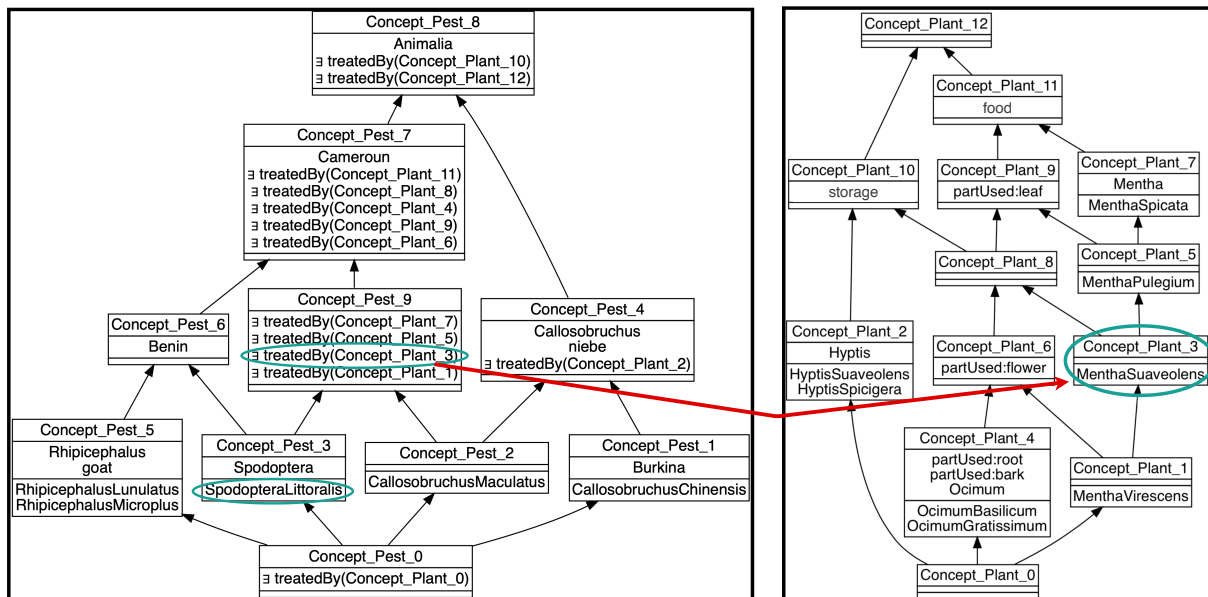 Concept_Pest_8
Animalia
∃ treatedBy(Concept_Plant_10)
∃ treatedBy(Concept_Plant_12)
Concept_Pest_7
Cameroun
∃ treatedBy(Concept_Plant_11)
∃ treatedBy(Concept_Plant_8)
∃ treatedBy(Concept_Plant_4)
∃ treatedBy(Concept_Plant_9)
∃ treatedBy(Concept_Plant_6)
Concept_Pest_6
Benin
Concept_Pest_9
∃ treatedBy(Concept_Plant_7)
∃ treatedBy(Concept_Plant_5)
∃ treatedBy(Concept_Plant_3)
∃ treatedBy(Concept_Plant_1)
Concept_Pest_4
Callosobruchus
niebe
∃ treatedBy(Concept_Plant_2)
Concept_Pest_5
Rhipicephalus
goat
RhipicephalusLunulatus
RhipicephalusMicroplus
Concept_Pest_3
Spodoptera
SpodopteraLittoralis
Concept_Pest_2
CallosobruchusMaculatus
Concept_Pest_1
Burkina
CallosobruchusChinensis
Concept_Pest_0
∃ treatedBy(Concept_Plant_0)
Concept_Plant_12
Concept_Plant_11
food
Concept_Plant_10
storage
Concept_Plant_9
partUsed:leaf
Concept_Plant_7
Mentha
MenthaSpicata
Concept_Plant_8
Concept_Plant_5
MenthaPulegium
Concept_Plant_2
Hyptis
HyptisSuaveolens
HyptisSpicigera
Concept_Plant_6
partUsed:flower
Concept_Plant_3
MenthaSuaveolens
Concept_Plant_4
partUsed:root
partUsed:bark
Ocimum
OcimumBasilicum
OcimumGratissimum
Concept_Plant_1
MenthaVirescens
Concept_Plant_0